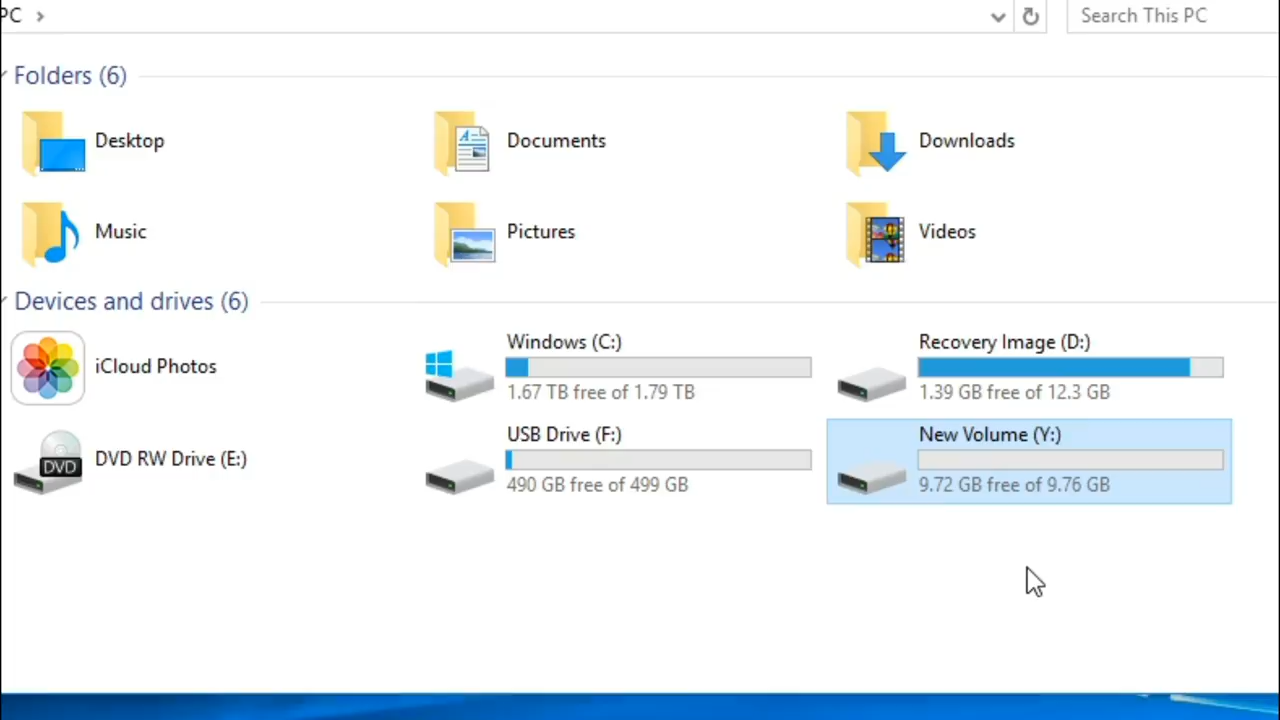 PC
Search This PC
Folders (6)
Desktop
Documents
Downloads
Music
Pictures
Videos
Devices and drives (6)
iCloud Photos
Windows (C:)
1.67 TB free of 1.79 TB
Recovery Image (D:)
1.39 GB free of 12.3 GB
DVD
DVD RW Drive (E:)
USB Drive (F:)
490 GB free of 499 GB
New Volume (Y:)
9.72 GB free of 9.76 GB